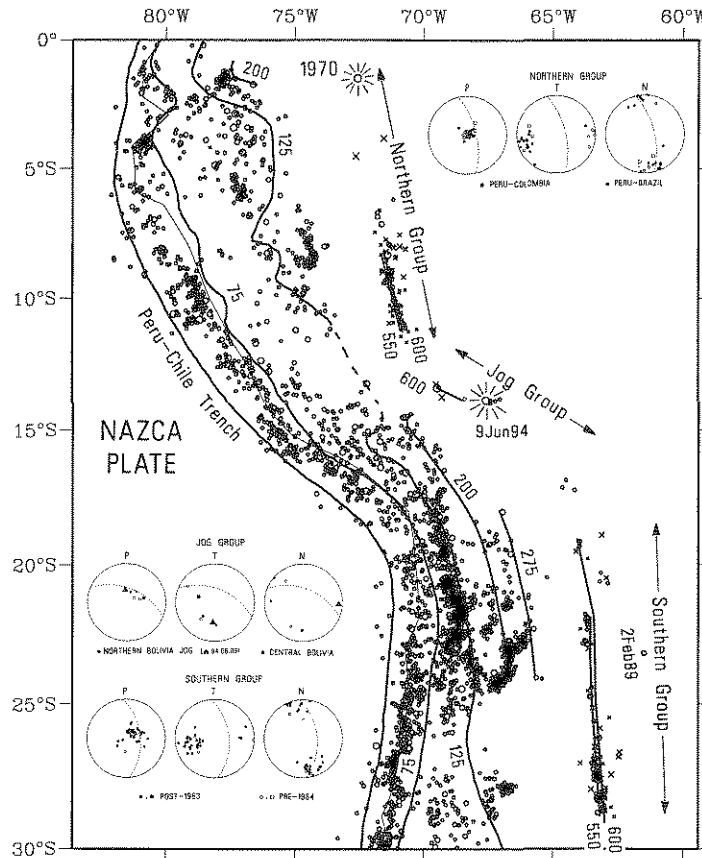 80°W 75°W 70°W 65°W 60°W
0°
5°S
10°S
15°S
20°S
25°S
30°S
200
1970
125
75
NORTHERN GROUP
P T N
PERU-COLOMBIA PERU-BRAZIL
Northern Group
550
600
Peru-Chile Trench
NAZCA
PLATE
600
Jog Group
9Jun94
200
275
Southern Group
2Feb89
JOG GROUP
P T N
NORTHERN BOLIVIA JOG CENTRAL BOLIVIA
SOUTHERN GROUP
P T N
POST-1963 PRE-1964
75
125
550
600